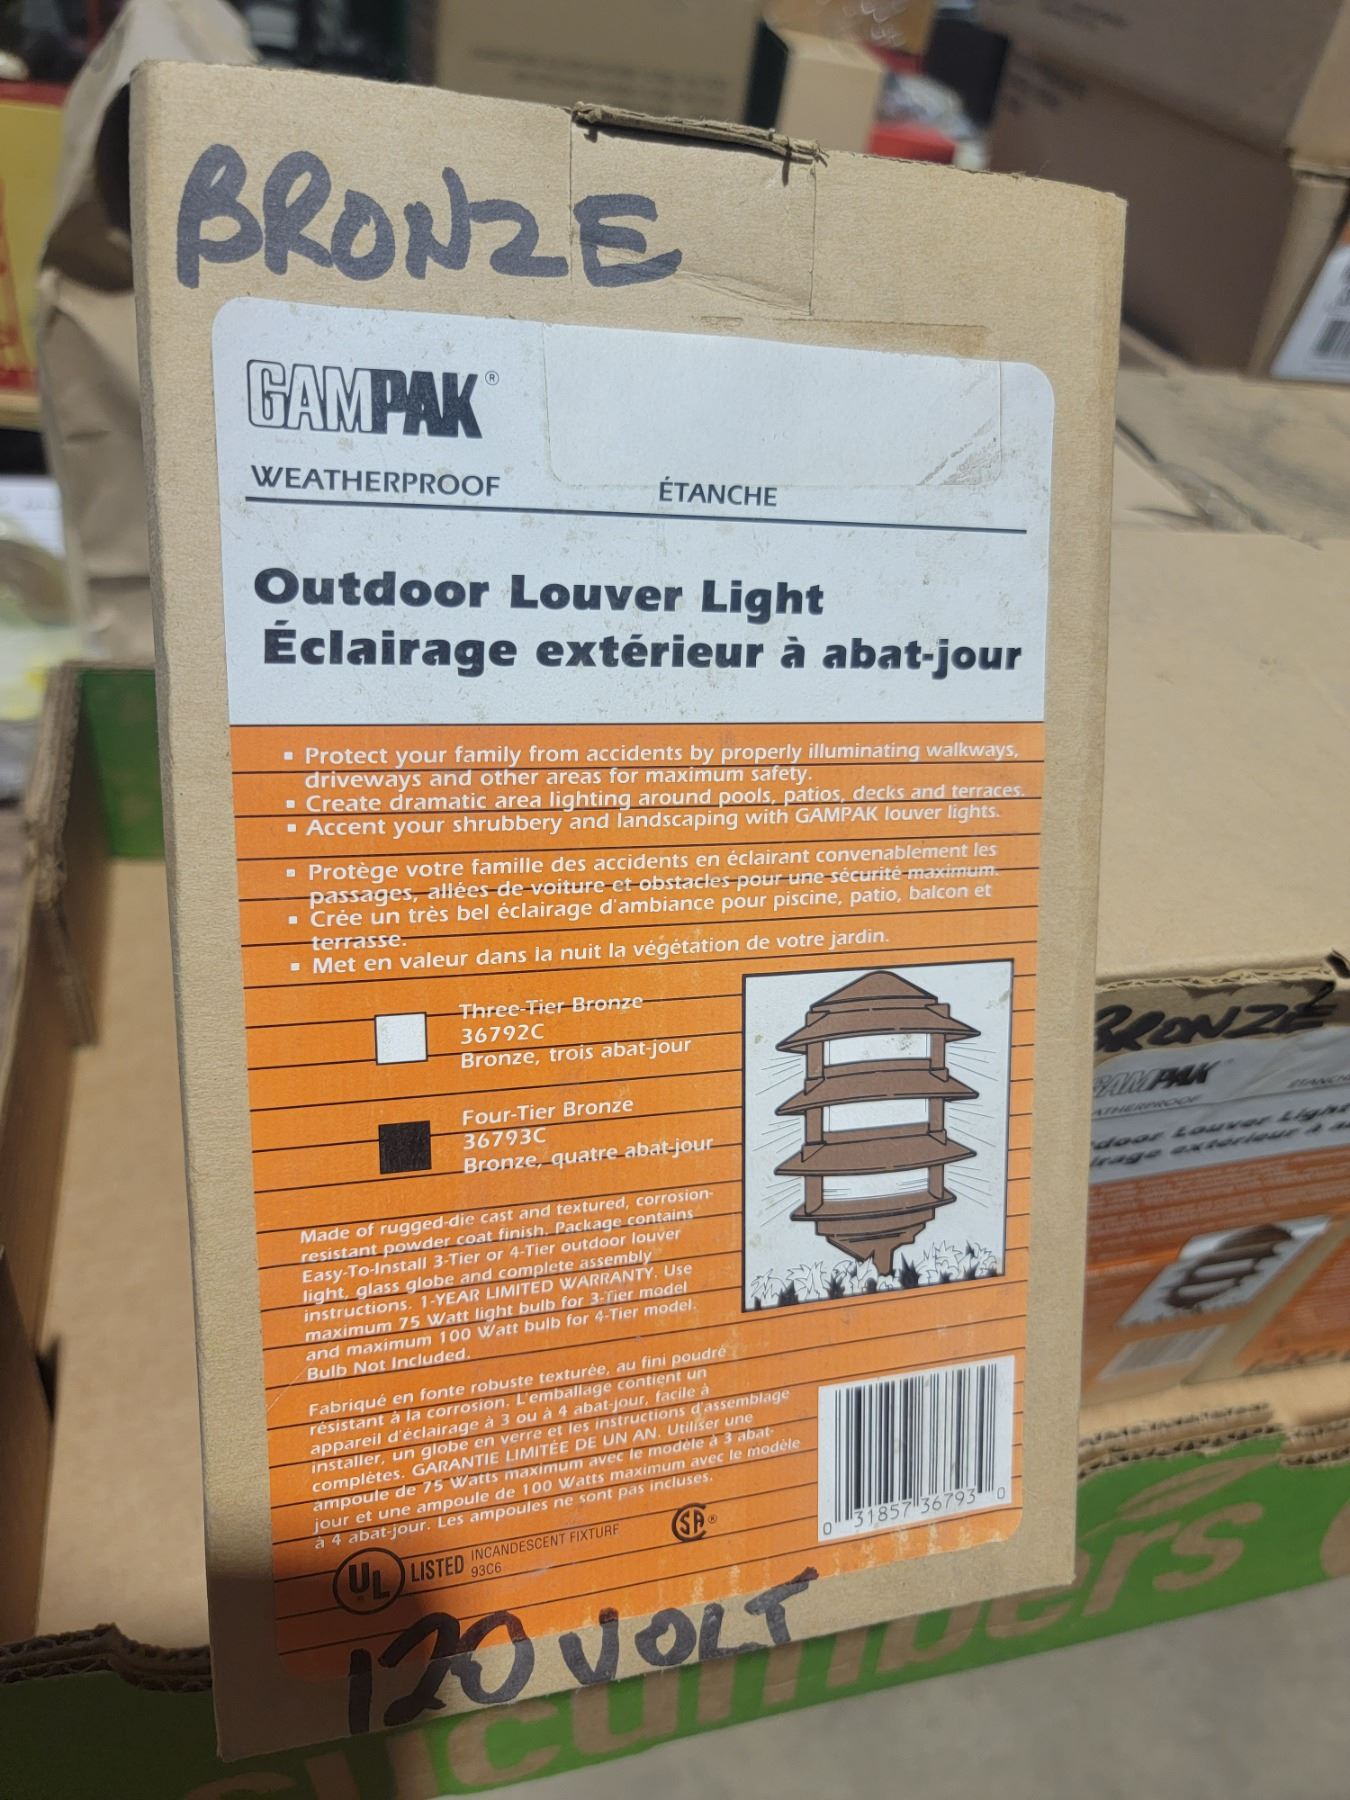 BRONZE
GAMPAK®
WEATHERPROOF ÉTANCHE
Outdoor Louver Light
Éclairage extérieur à abat-jour
▪ Protect your family from accidents by properly illuminating walkways,
driveways and other areas for maximum safety.
▪ Create dramatic area lighting around pools, patios, decks and terraces.
▪ Accent your shrubbery and landscaping with GAMPAK louver lights.
▪ Protège votre famille des accidents en éclairant convenablement les
passages, allées de voiture et obstacles pour une sécurité maximum.
▪ Crée un très bel éclairage d'ambiance pour piscine, patio, balcon et
terrasse.
▪ Met en valeur dans la nuit la végétation de votre jardin.
Three-Tier Bronze
36792C
Bronze, trois abat-jour
Four-Tier Bronze
36793C
Bronze, quatre abat-jour
Made of rugged-die cast and textured, corrosion-
resistant powder coat finish. Package contains
Easy-To-Install 3-Tier or 4-Tier outdoor louver
light, glass globe and complete assembly
instructions. 1-YEAR LIMITED WARRANTY. Use
maximum 75 Watt light bulb for 3-Tier model
and maximum 100 Watt bulb for 4-Tier model.
Bulb Not Included.
Fabriqué en fonte robuste texturée, au fini poudré
résistant à la corrosion. L'emballage contient un
appareil d'éclairage à 3 ou à 4 abat-jour, facile à
installer, un globe en verre et les instructions d'assemblage
complètes. GARANTIE LIMITÉE DE UN AN. Utiliser une
ampoule de 75 Watts maximum avec le modèle à 3 abat-
jour et une ampoule de 100 Watts maximum avec le modèle
à 4 abat-jour. Les ampoules ne sont pas incluses.
UL® LISTED INCANDESCENT FIXTURE
93C6
SA®
0 31857 36793 0
120 VOLT
BRONZE
GAMPAK
WEATHERPROOF ÉTANCHE
Outdoor Louver Light
Éclairage extérieur à
cucumbers